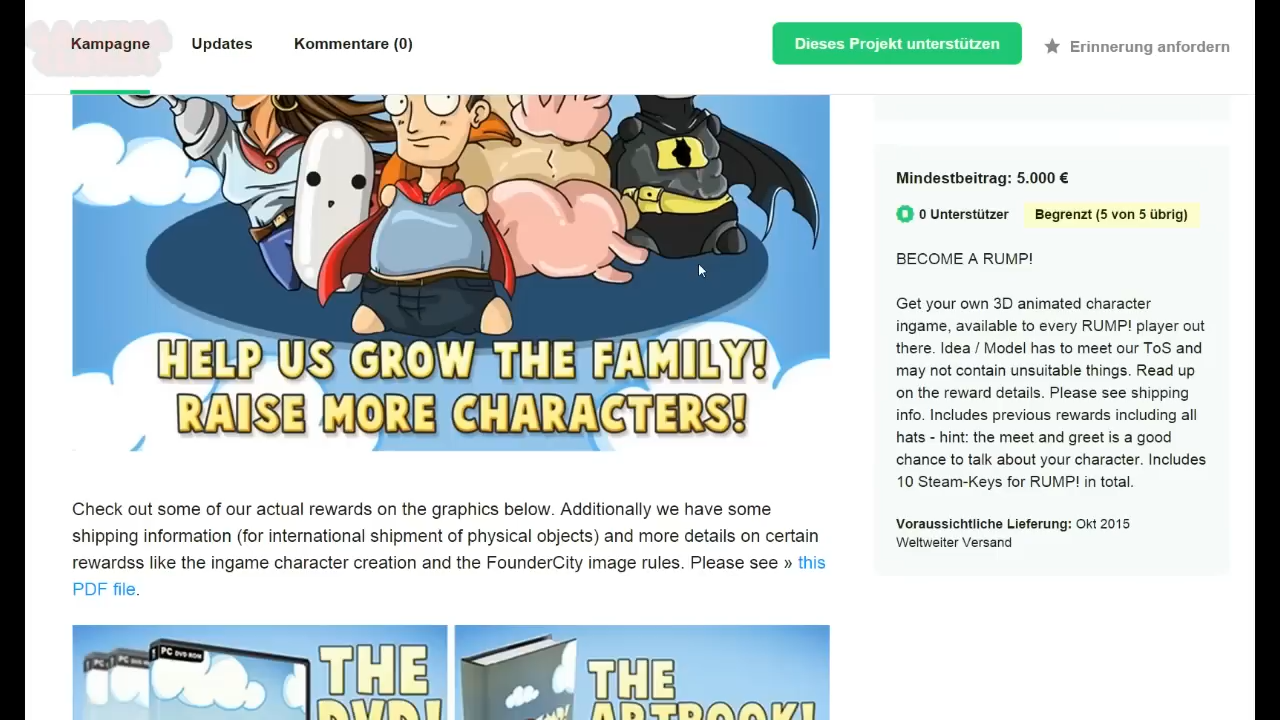 Kampagne
Updates
Kommentare (0)
Dieses Projekt unterstützen
Erinnerung anfordern
HELP US GROW THE FAMILY!
RAISE MORE CHARACTERS!
Check out some of our actual rewards on the graphics below. Additionally we have some
shipping information (for international shipment of physical objects) and more details on certain
rewardss like the ingame character creation and the FounderCity image rules. Please see » this
PDF file.
PC DVD ROM
THE
DVD!
THE
ARTBOOK!
Mindestbeitrag: 5.000 €
0 Unterstützer
Begrenzt (5 von 5 übrig)
BECOME A RUMP!
Get your own 3D animated character
ingame, available to every RUMP! player out
there. Idea / Model has to meet our ToS and
may not contain unsuitable things. Read up
on the reward details. Please see shipping
info. Includes previous rewards including all
hats - hint: the meet and greet is a good
chance to talk about your character. Includes
10 Steam-Keys for RUMP! in total.
Voraussichtliche Lieferung: Okt 2015
Weltweiter Versand